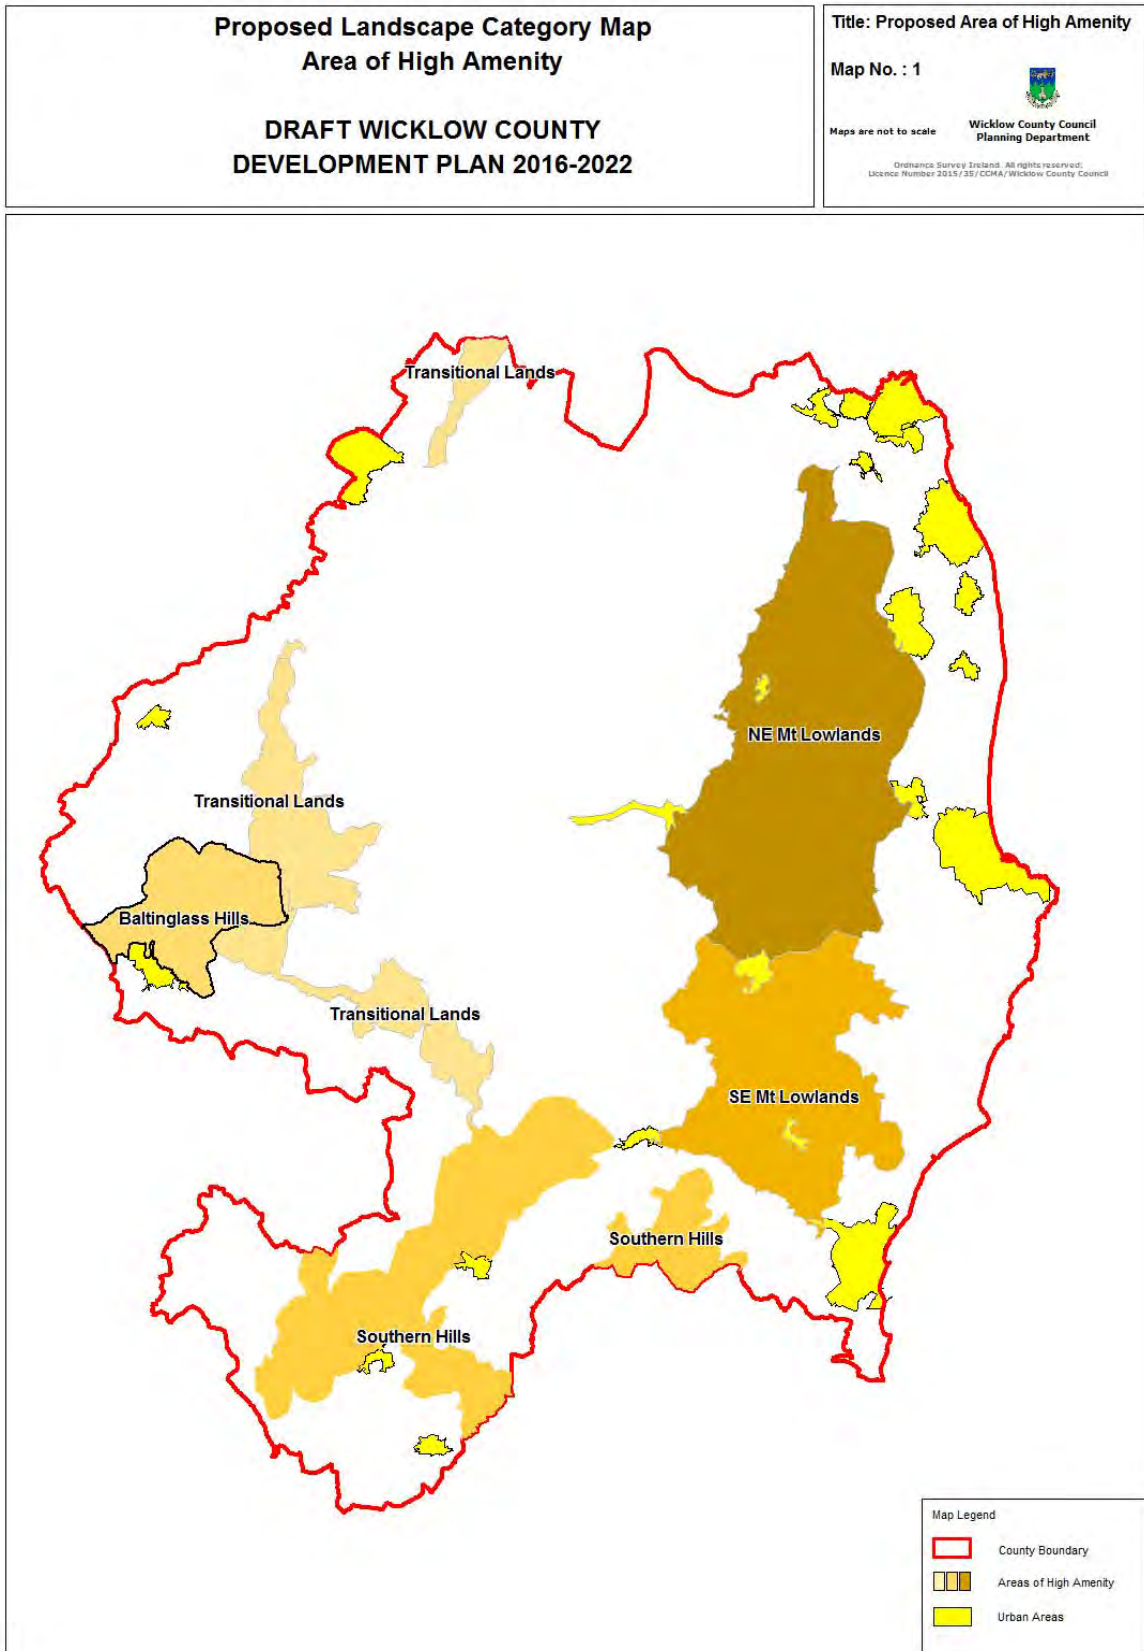 Proposed Landscape Category Map
Area of High Amenity
DRAFT WICKLOW COUNTY
DEVELOPMENT PLAN 2016-2022
Title: Proposed Area of High Amenity
Map No. : 1
Maps are not to scale
Wicklow County Council
Planning Department
Ordnance Survey Ireland. All rights reserved.
Licence Number 2015/35/CCMA/Wicklow County Council
Transitional Lands
NE Mt Lowlands
Transitional Lands
Baltinglass Hills
Transitional Lands
SE Mt Lowlands
Southern Hills
Southern Hills
Map Legend
County Boundary
Areas of High Amenity
Urban Areas